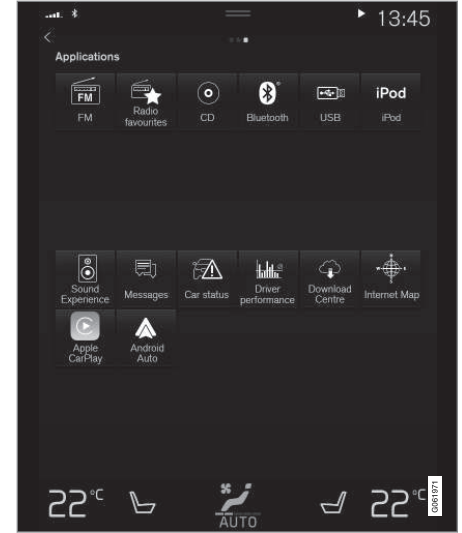 13:45
Applications
FM
FM
Radio
favourites
CD
Bluetooth
USB
iPod
iPod
Sound
Experience
Messages
Car status
Driver
performance
Download
Centre
Internet Map
Apple
CarPlay
Android
Auto
22°C
AUTO
22°C
G061971